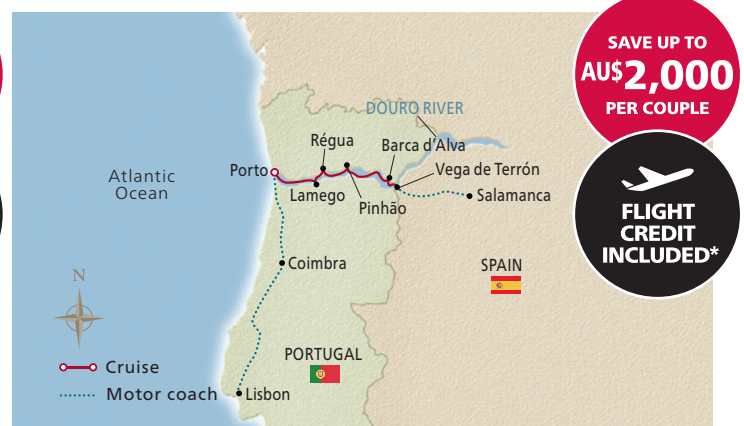 SAVE UP TO
AU$2,000
PER COUPLE
DOURO RIVER
Régua
Barca d'Alva
Porto
Vega de Terrón
Atlantic
Ocean
Lamego
Pinhão
Salamanca
FLIGHT
CREDIT
INCLUDED*
Coimbra
SPAIN
N
PORTUGAL
Cruise
Motor coach
Lisbon